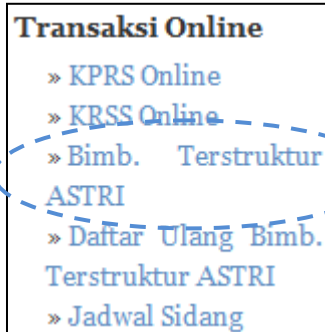 Transaksi Online
» KPRS Online
» KRSS Online
» Bimb. Terstruktur
ASTRI
» Daftar Ulang Bimb.
Terstruktur ASTRI
» Jadwal Sidang